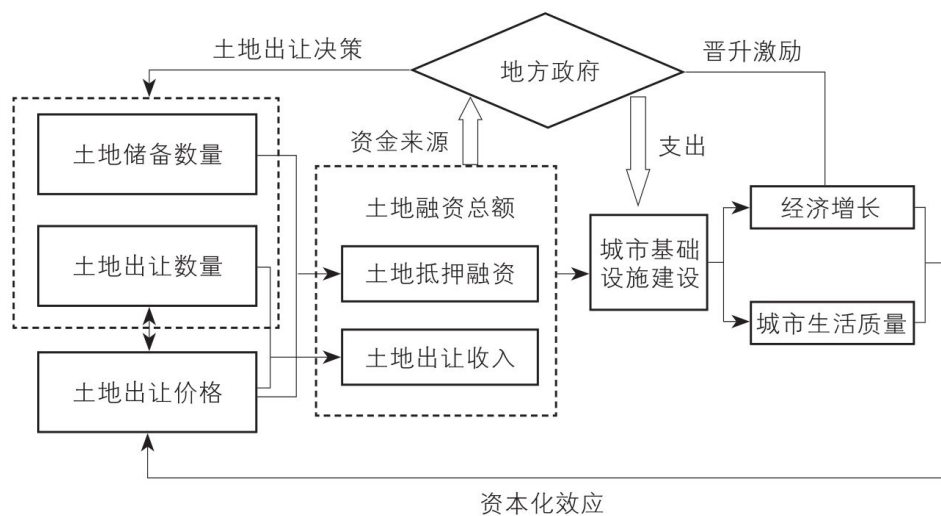 土地出让决策
地方政府
晋升激励
土地储备数量
资金来源
支出
土地融资总额
经济增长
土地出让数量
土地抵押融资
城市基础
设施建设
城市生活质量
土地出让收入
土地出让价格
资本化效应